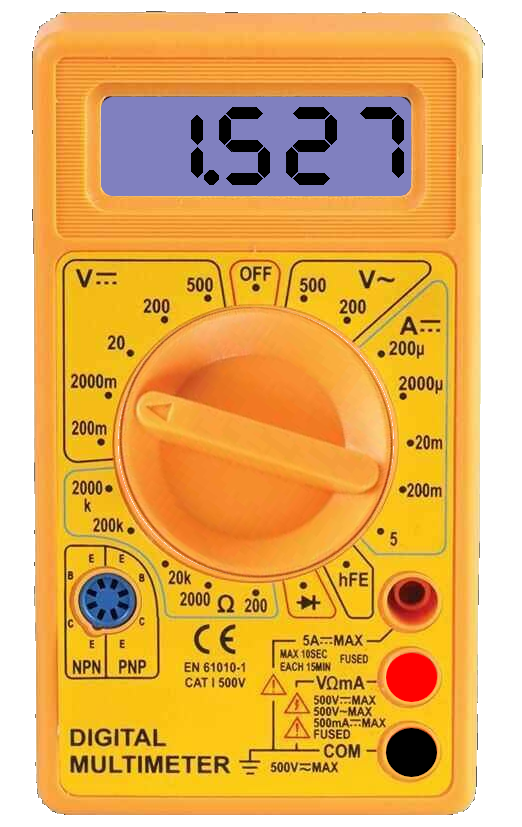 1.527
OFF
V⎓ 500 500 V~
200 200
A⎓
20 200µ
2000m 2000µ
200m 20m
2000k 200m
200k 5
20k hFE
2000 Ω 200
E E
B B
C C
E E
NPN PNP
5A⎓MAX
MAX 10SEC
EACH 15MIN FUSED
EN 61010-1
CAT I 500V
VΩmA
500V⎓MAX
500V~MAX
500mA⎓MAX
FUSED
COM
500V≂MAX
DIGITAL
MULTIMETER
CE